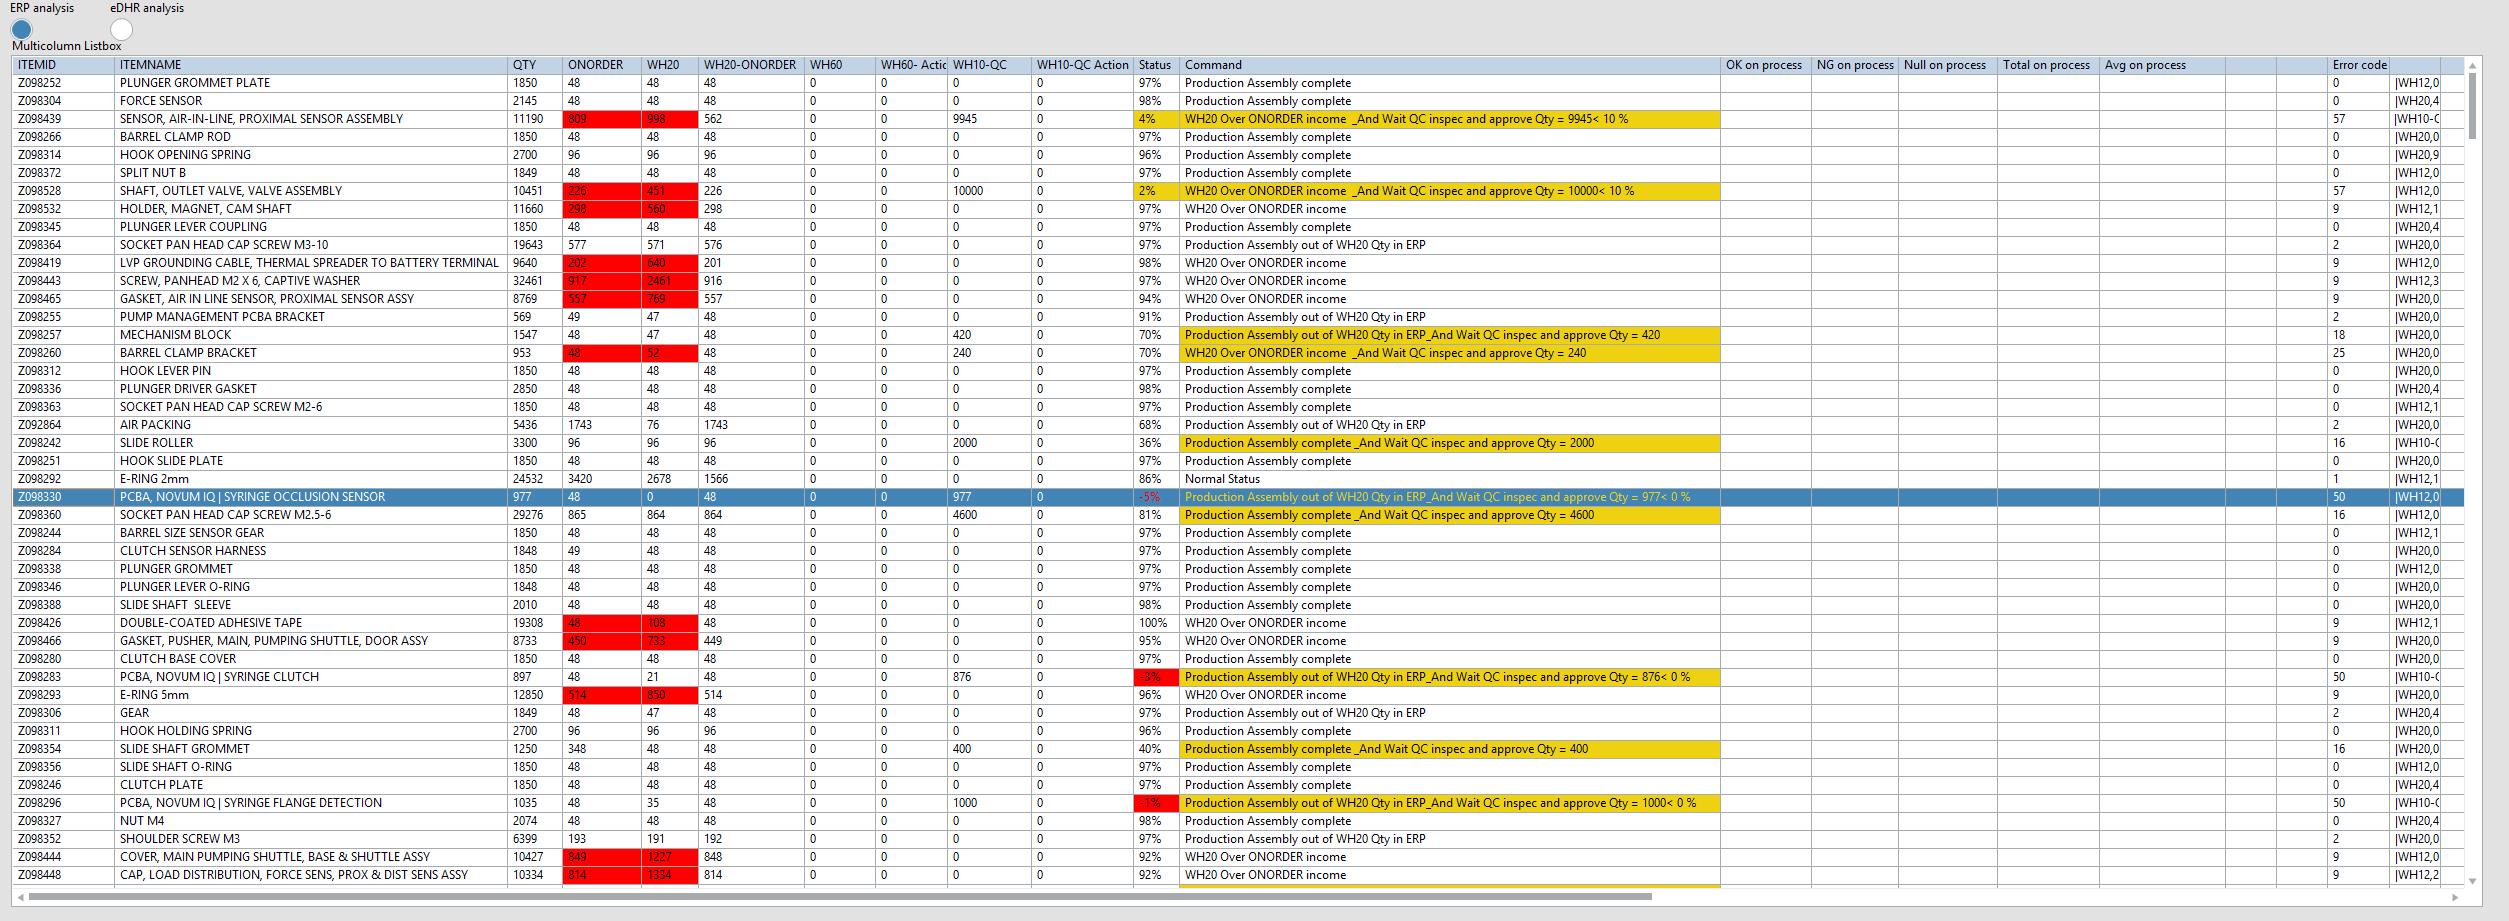 ERP analysis eDHR analysis
Multicolumn Listbox
ITEMID ITEMNAME QTY ONORDER WH20 WH20-ONORDER WH60 WH60- Actic WH10-QC WH10-QC Action Status Command OK on process NG on process Null on process Total on process Avg on process Error code
Z098252 PLUNGER GROMMET PLATE 1850 48 48 48 0 0 0 0 97% Production Assembly complete 0 |WH12,0
Z098304 FORCE SENSOR 2145 48 48 48 0 0 0 0 98% Production Assembly complete 0 |WH20,4
Z098439 SENSOR, AIR-IN-LINE, PROXIMAL SENSOR ASSEMBLY 11190 809 998 562 0 0 9945 0 4% WH20 Over ONORDER income _And Wait QC inspec and approve Qty = 9945< 10 % 57 |WH10-C
Z098266 BARREL CLAMP ROD 1850 48 48 48 0 0 0 0 97% Production Assembly complete 0 |WH20,0
Z098314 HOOK OPENING SPRING 2700 96 96 96 0 0 0 0 96% Production Assembly complete 0 |WH20,9
Z098372 SPLIT NUT B 1849 48 48 48 0 0 0 0 97% Production Assembly complete 0 |WH12,0
Z098528 SHAFT, OUTLET VALVE, VALVE ASSEMBLY 10451 226 451 226 0 0 10000 0 2% WH20 Over ONORDER income _And Wait QC inspec and approve Qty = 10000< 10 % 57 |WH12,0
Z098532 HOLDER, MAGNET, CAM SHAFT 11660 298 560 298 0 0 0 0 97% WH20 Over ONORDER income 9 |WH12,1
Z098345 PLUNGER LEVER COUPLING 1850 48 48 48 0 0 0 0 97% Production Assembly complete 0 |WH20,4
Z098364 SOCKET PAN HEAD CAP SCREW M3-10 19643 577 571 576 0 0 0 0 97% Production Assembly out of WH20 Qty in ERP 2 |WH20,0
Z098419 LVP GROUNDING CABLE, THERMAL SPREADER TO BATTERY TERMINAL 9640 202 640 201 0 0 0 0 98% WH20 Over ONORDER income 9 |WH12,0
Z098443 SCREW, PANHEAD M2 X 6, CAPTIVE WASHER 32461 917 2461 916 0 0 0 0 97% WH20 Over ONORDER income 9 |WH12,3
Z098465 GASKET, AIR IN LINE SENSOR, PROXIMAL SENSOR ASSY 8769 557 769 557 0 0 0 0 94% WH20 Over ONORDER income 9 |WH20,0
Z098255 PUMP MANAGEMENT PCBA BRACKET 569 49 47 48 0 0 0 0 91% Production Assembly out of WH20 Qty in ERP 2 |WH20,0
Z098257 MECHANISM BLOCK 1547 48 47 48 0 0 420 0 70% Production Assembly out of WH20 Qty in ERP_And Wait QC inspec and approve Qty = 420 18 |WH20,0
Z098260 BARREL CLAMP BRACKET 953 48 52 48 0 0 240 0 70% WH20 Over ONORDER income _And Wait QC inspec and approve Qty = 240 25 |WH20,0
Z098312 HOOK LEVER PIN 1850 48 48 48 0 0 0 0 97% Production Assembly complete 0 |WH20,0
Z098336 PLUNGER DRIVER GASKET 2850 48 48 48 0 0 0 0 98% Production Assembly complete 0 |WH20,4
Z098363 SOCKET PAN HEAD CAP SCREW M2-6 1850 48 48 48 0 0 0 0 97% Production Assembly complete 0 |WH12,1
Z092864 AIR PACKING 5436 1743 76 1743 0 0 0 0 68% Production Assembly out of WH20 Qty in ERP 2 |WH20,0
Z098242 SLIDE ROLLER 3300 96 96 96 0 0 2000 0 36% Production Assembly complete _And Wait QC inspec and approve Qty = 2000 16 |WH10-C
Z098251 HOOK SLIDE PLATE 1850 48 48 48 0 0 0 0 97% Production Assembly complete 0 |WH20,0
Z098292 E-RING 2mm 24532 3420 2678 1566 0 0 0 0 86% Normal Status 1 |WH12,1
Z098330 PCBA, NOVUM IQ | SYRINGE OCCLUSION SENSOR 977 48 0 48 0 0 977 0 -5% Production Assembly out of WH20 Qty in ERP_And Wait QC inspec and approve Qty = 977< 0 % 50 |WH12,0
Z098360 SOCKET PAN HEAD CAP SCREW M2.5-6 29276 865 864 864 0 0 4600 0 81% Production Assembly complete _And Wait QC inspec and approve Qty = 4600 16 |WH12,0
Z098244 BARREL SIZE SENSOR GEAR 1850 48 48 48 0 0 0 0 97% Production Assembly complete 0 |WH12,1
Z098284 CLUTCH SENSOR HARNESS 1848 49 48 48 0 0 0 0 97% Production Assembly complete 0 |WH20,0
Z098338 PLUNGER GROMMET 1850 48 48 48 0 0 0 0 97% Production Assembly complete 0 |WH12,0
Z098346 PLUNGER LEVER O-RING 1848 48 48 48 0 0 0 0 97% Production Assembly complete 0 |WH20,0
Z098388 SLIDE SHAFT SLEEVE 2010 48 48 48 0 0 0 0 98% Production Assembly complete 0 |WH20,0
Z098426 DOUBLE-COATED ADHESIVE TAPE 19308 48 108 48 0 0 0 0 100% WH20 Over ONORDER income 9 |WH12,1
Z098466 GASKET, PUSHER, MAIN, PUMPING SHUTTLE, DOOR ASSY 8733 450 733 449 0 0 0 0 95% WH20 Over ONORDER income 9 |WH20,0
Z098280 CLUTCH BASE COVER 1850 48 48 48 0 0 0 0 97% Production Assembly complete 0 |WH20,0
Z098283 PCBA, NOVUM IQ | SYRINGE CLUTCH 897 48 21 48 0 0 876 0 -3% Production Assembly out of WH20 Qty in ERP_And Wait QC inspec and approve Qty = 876< 0 % 50 |WH10-C
Z098293 E-RING 5mm 12850 514 850 514 0 0 0 0 96% WH20 Over ONORDER income 9 |WH20,0
Z098306 GEAR 1849 48 47 48 0 0 0 0 97% Production Assembly out of WH20 Qty in ERP 2 |WH20,4
Z098311 HOOK HOLDING SPRING 2700 96 96 96 0 0 0 0 96% Production Assembly complete 0 |WH20,0
Z098354 SLIDE SHAFT GROMMET 1250 348 48 48 0 0 400 0 40% Production Assembly complete _And Wait QC inspec and approve Qty = 400 16 |WH20,0
Z098356 SLIDE SHAFT O-RING 1850 48 48 48 0 0 0 0 97% Production Assembly complete 0 |WH12,0
Z098246 CLUTCH PLATE 1850 48 48 48 0 0 0 0 97% Production Assembly complete 0 |WH20,4
Z098296 PCBA, NOVUM IQ | SYRINGE FLANGE DETECTION 1035 48 35 48 0 0 1000 0 -1% Production Assembly out of WH20 Qty in ERP_And Wait QC inspec and approve Qty = 1000< 0 % 50 |WH10-C
Z098327 NUT M4 2074 48 48 48 0 0 0 0 98% Production Assembly complete 0 |WH20,4
Z098352 SHOULDER SCREW M3 6399 193 191 192 0 0 0 0 97% Production Assembly out of WH20 Qty in ERP 2 |WH20,0
Z098444 COVER, MAIN PUMPING SHUTTLE, BASE & SHUTTLE ASSY 10427 849 1227 848 0 0 0 0 92% WH20 Over ONORDER income 9 |WH12,0
Z098448 CAP, LOAD DISTRIBUTION, FORCE SENS, PROX & DIST SENS ASSY 10334 814 1334 814 0 0 0 0 92% WH20 Over ONORDER income 9 |WH12,2